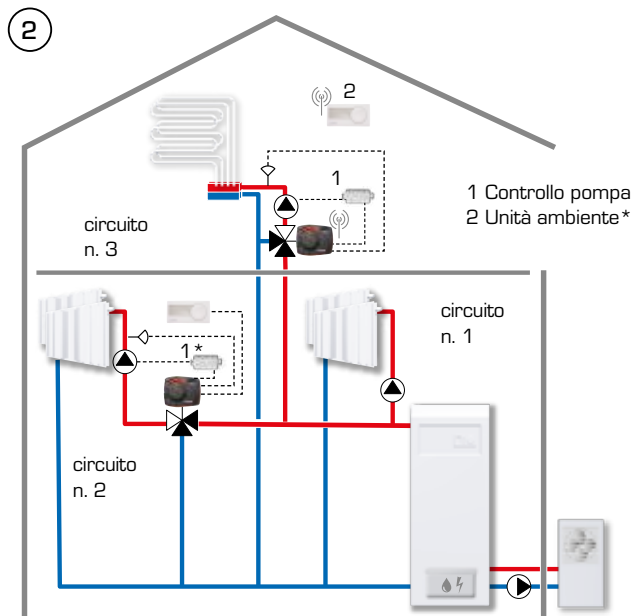 2
2
1
1 Controllo pompa
2 Unità ambiente*
circuito
n. 3
circuito
n. 1
1*
circuito
n. 2